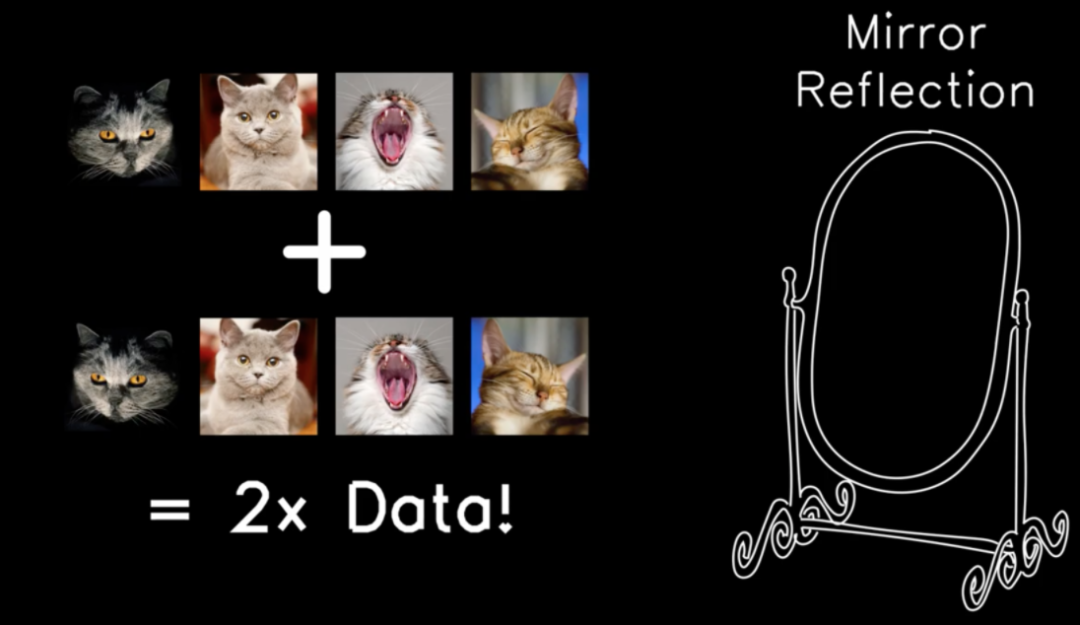 Mirror
Reflection
+
= 2x Data!